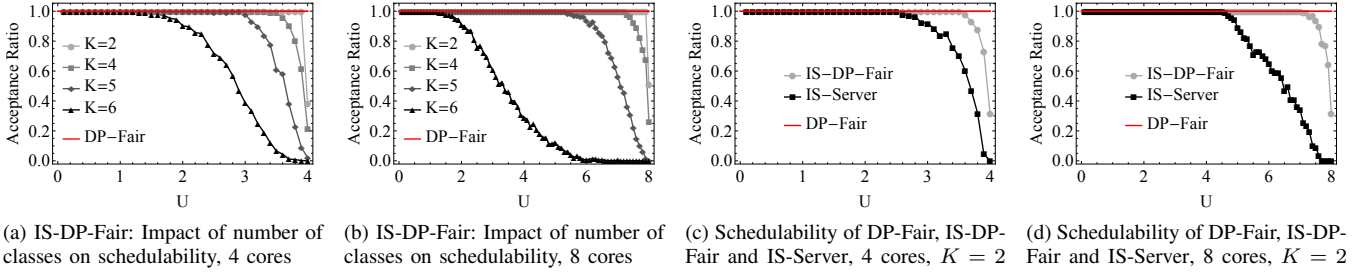 Acceptance Ratio
1.0
0.8
0.6
0.4
0.2
0.0
K=2
K=4
K=5
K=6
DP−Fair
0 1 2 3 4
U
(a) IS-DP-Fair: Impact of number of
classes on schedulability, 4 cores
Acceptance Ratio
1.0
0.8
0.6
0.4
0.2
0.0
K=2
K=4
K=5
K=6
DP−Fair
0 2 4 6 8
U
(b) IS-DP-Fair: Impact of number of
classes on schedulability, 8 cores
Acceptance Ratio
1.0
0.8
0.6
0.4
0.2
0.0
IS−DP−Fair
IS−Server
DP−Fair
0 1 2 3 4
U
(c) Schedulability of DP-Fair, IS-DP-
Fair and IS-Server, 4 cores, K = 2
Acceptance Ratio
1.0
0.8
0.6
0.4
0.2
0.0
IS−DP−Fair
IS−Server
DP−Fair
0 2 4 6 8
U
(d) Schedulability of DP-Fair, IS-DP-
Fair and IS-Server, 8 cores, K = 2